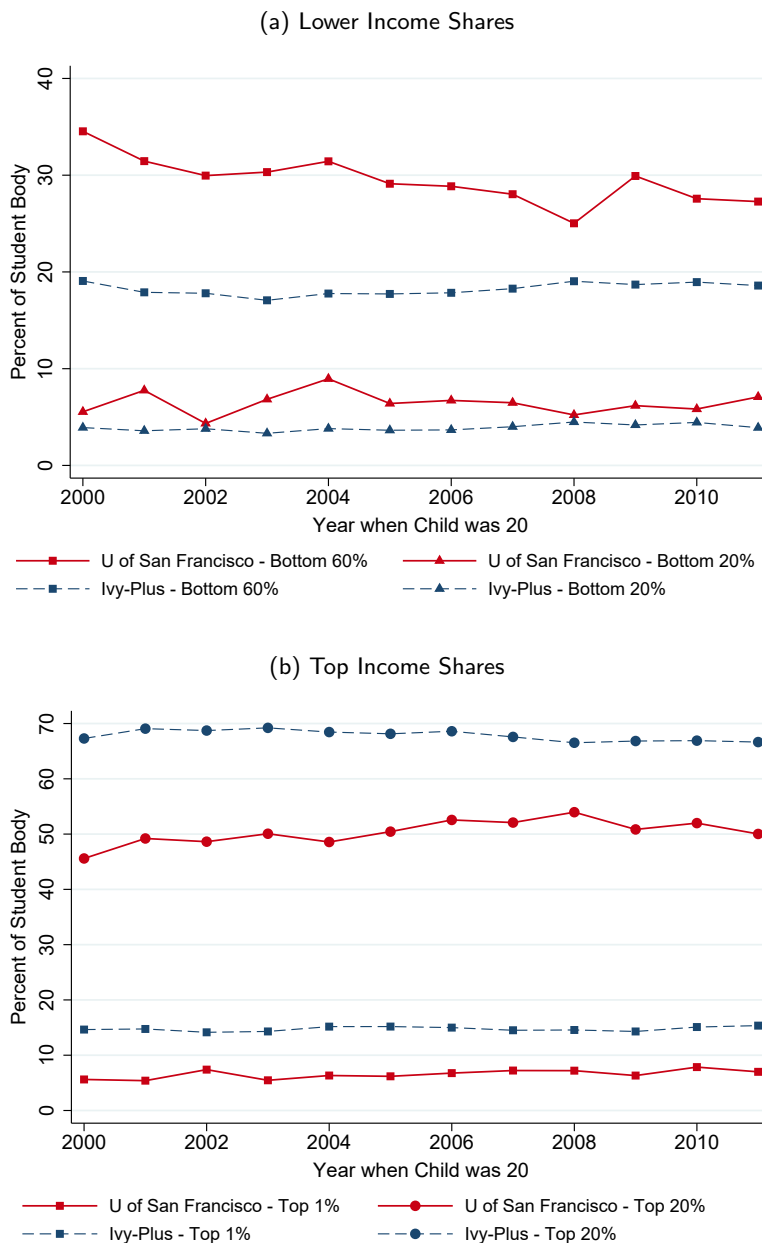 (a) Lower Income Shares
Percent of Student Body
40
30
20
10
0
2000 2002 2004 2006 2008 2010
Year when Child was 20
U of San Francisco - Bottom 60% U of San Francisco - Bottom 20%
Ivy-Plus - Bottom 60% Ivy-Plus - Bottom 20%
(b) Top Income Shares
Percent of Student Body
70
60
50
40
30
20
10
0
2000 2002 2004 2006 2008 2010
Year when Child was 20
U of San Francisco - Top 1% U of San Francisco - Top 20%
Ivy-Plus - Top 1% Ivy-Plus - Top 20%